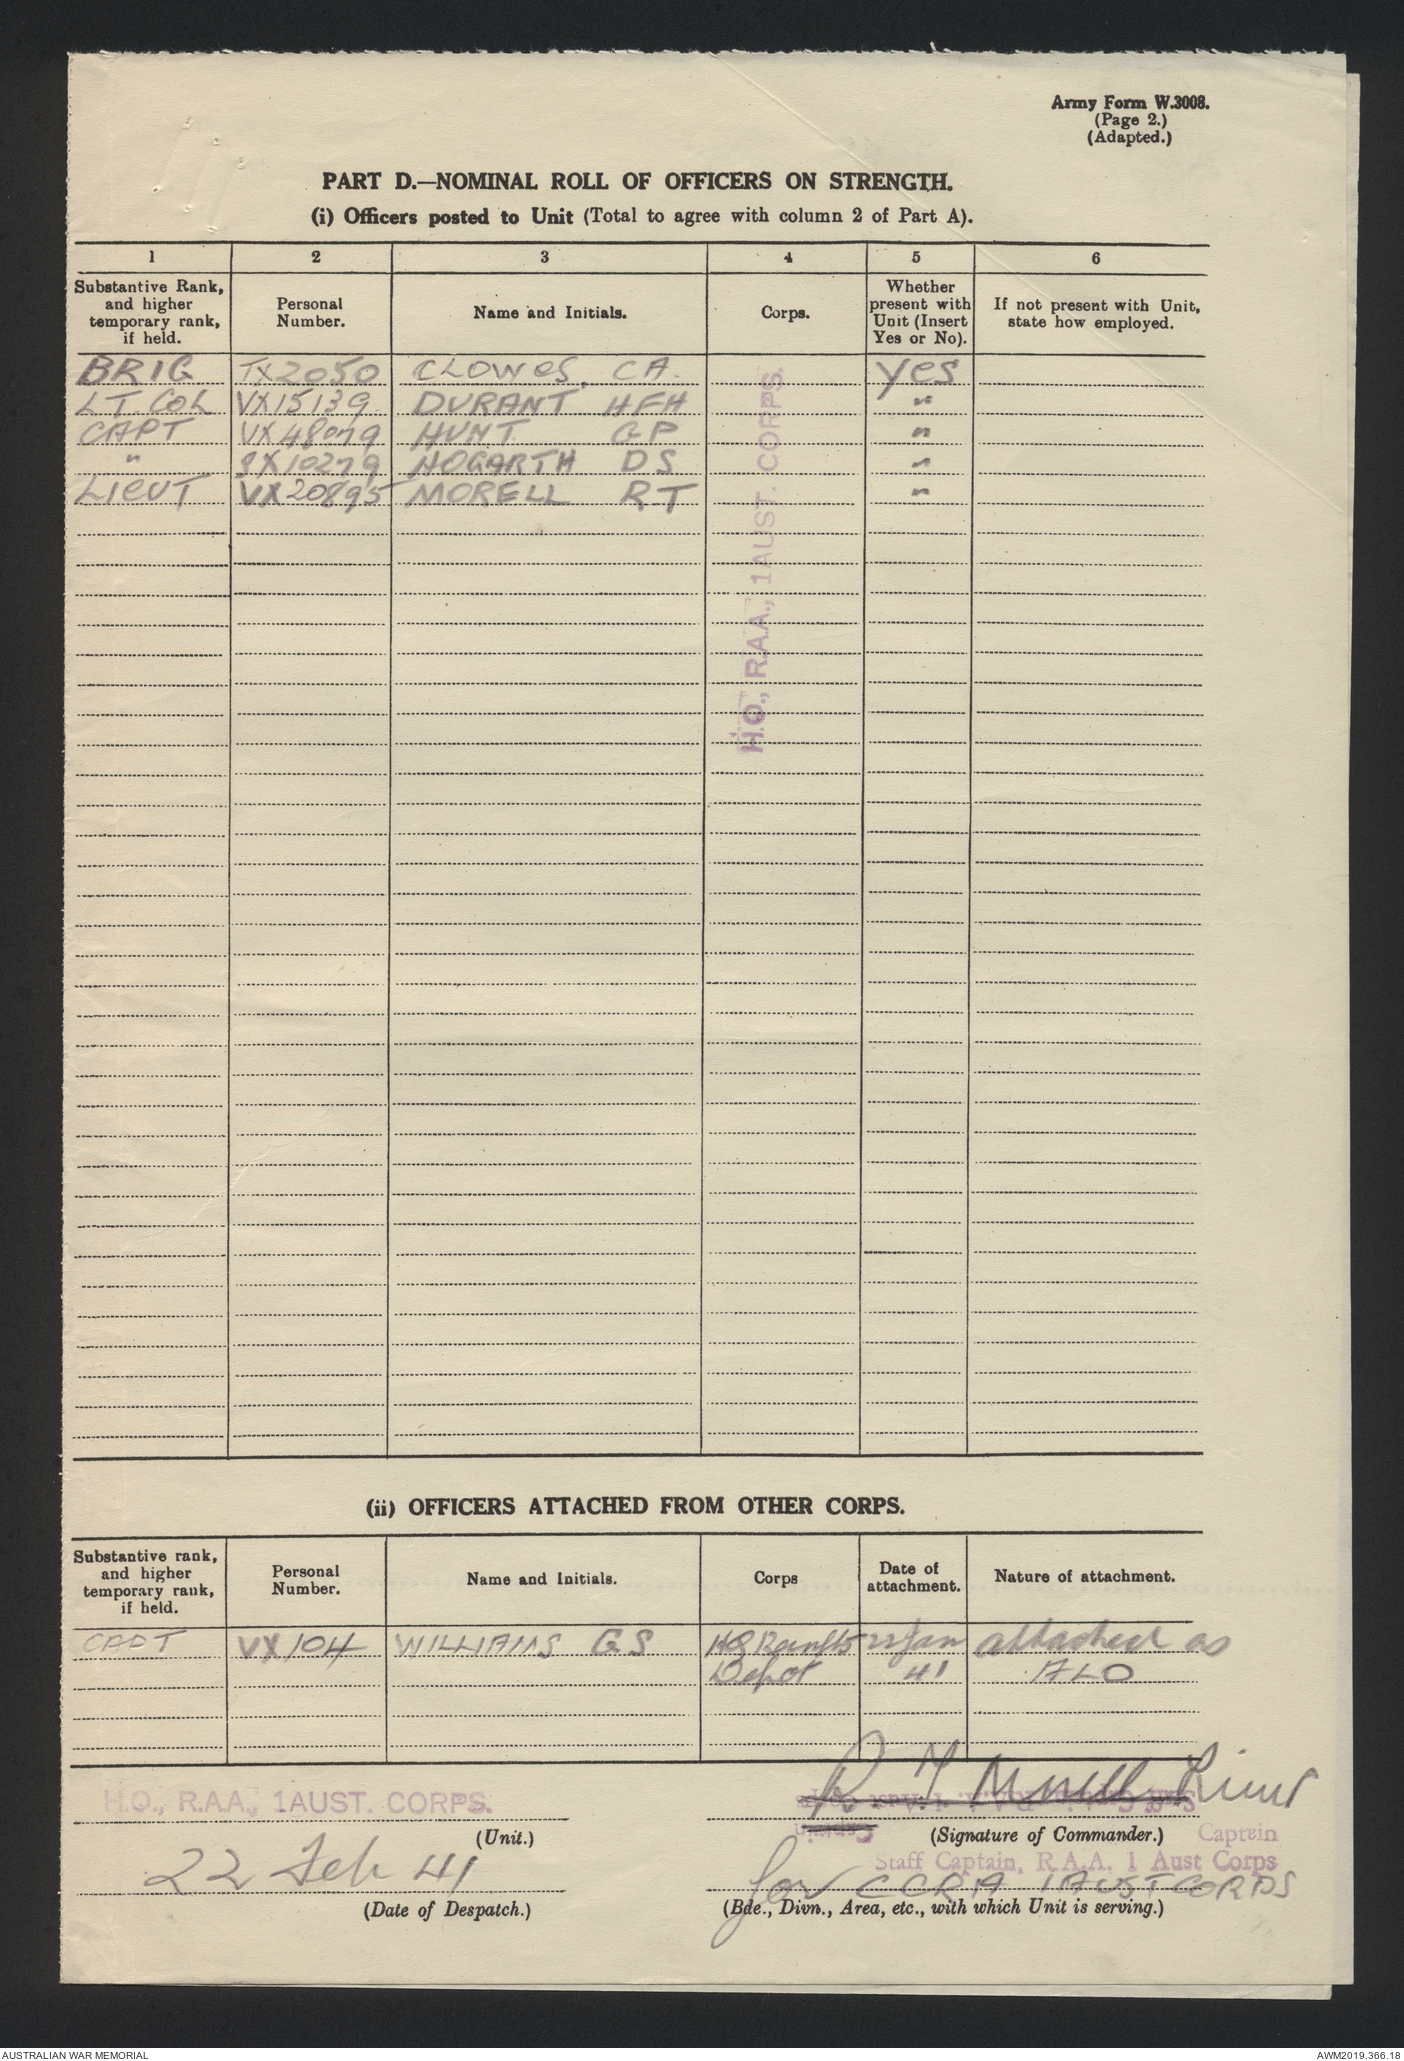 Army Form W.3008.
(Page 2.)
(Adapted.)
PART D.—NOMINAL ROLL OF OFFICERS ON STRENGTH.
(i) Officers posted to Unit (Total to agree with column 2 of Part A).
1 2 3 4 5 6
Substantive Rank, and higher temporary rank, if held. Personal Number. Name and Initials. Corps. Whether present with Unit (Insert Yes or No). If not present with Unit, state how employed.
BRIG TX2050 CLOWES, CA. Yes
LT. COL VX15139 DURANT HFH "
CAPT VX48079 HUNT GP "
" SX10279 HOGARTH DS "
LIEUT VX20895 MORELL RT "
H.Q., R.A.A., 1 AUST. CORPS.
(ii) OFFICERS ATTACHED FROM OTHER CORPS.
Substantive rank, and higher temporary rank, if held. Personal Number. Name and Initials. Corps Date of attachment. Nature of attachment.
CAPT VX104 WILLIAMS GS HQ Reinfts 22 Jan attached as
Depot 41 ALO
H.Q., R.A.A., 1 AUST. CORPS.
R. T. Morell Lieut
(Unit.)
(Signature of Commander.) Captain
Staff Captain, R.A.A. 1 Aust Corps
22 Feb 41
for CCRA 1 AUST CORPS
(Date of Despatch.)
(Bde., Divn., Area, etc., with which Unit is serving.)
AUSTRALIAN WAR MEMORIAL
AWM2019.366.18